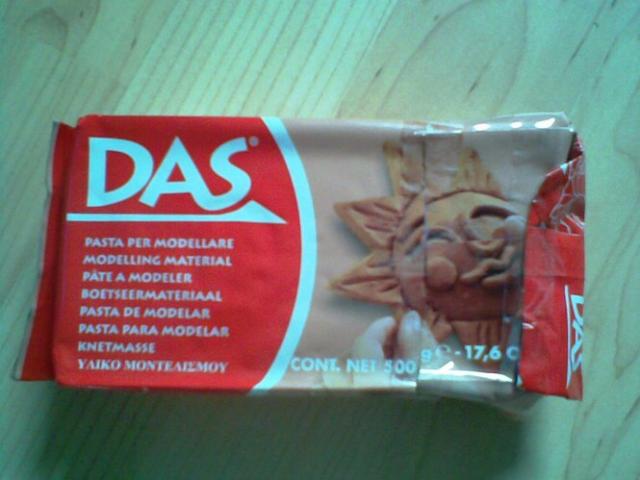 DAS®
PASTA PER MODELLARE
MODELLING MATERIAL
PÂTE A MODELER
BOETSEERMATERIAAL
PASTA DE MODELAR
PASTA PARA MODELAR
KNETMASSE
ΥΛΙΚΟ ΜΟΝΤΕΛΙΣΜΟΥ
CONT. NET 500 g ℮ - 17,6
DAS